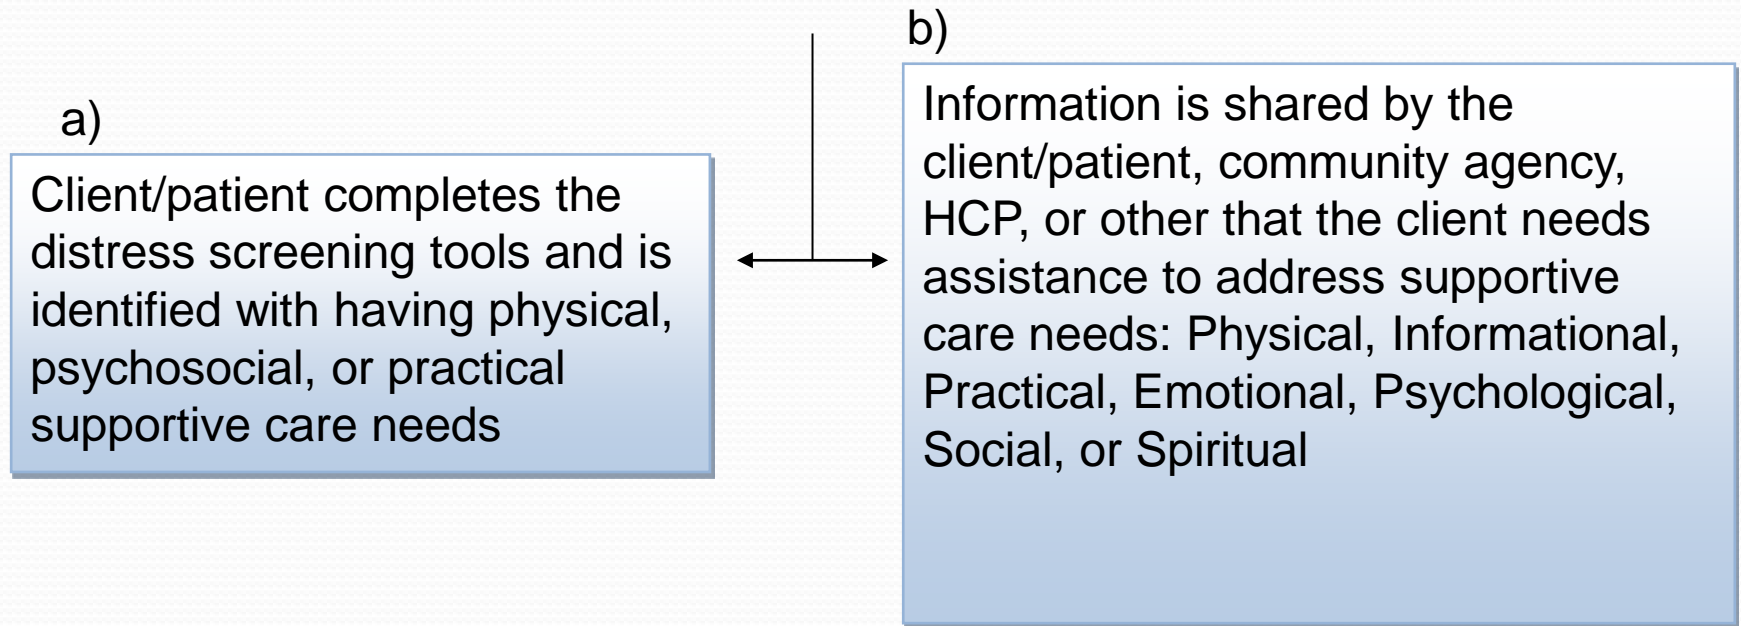 a)
Client/patient completes the
distress screening tools and is
identified with having physical,
psychosocial, or practical
supportive care needs
b)
Information is shared by the
client/patient, community agency,
HCP, or other that the client needs
assistance to address supportive
care needs: Physical, Informational,
Practical, Emotional, Psychological,
Social, or Spiritual